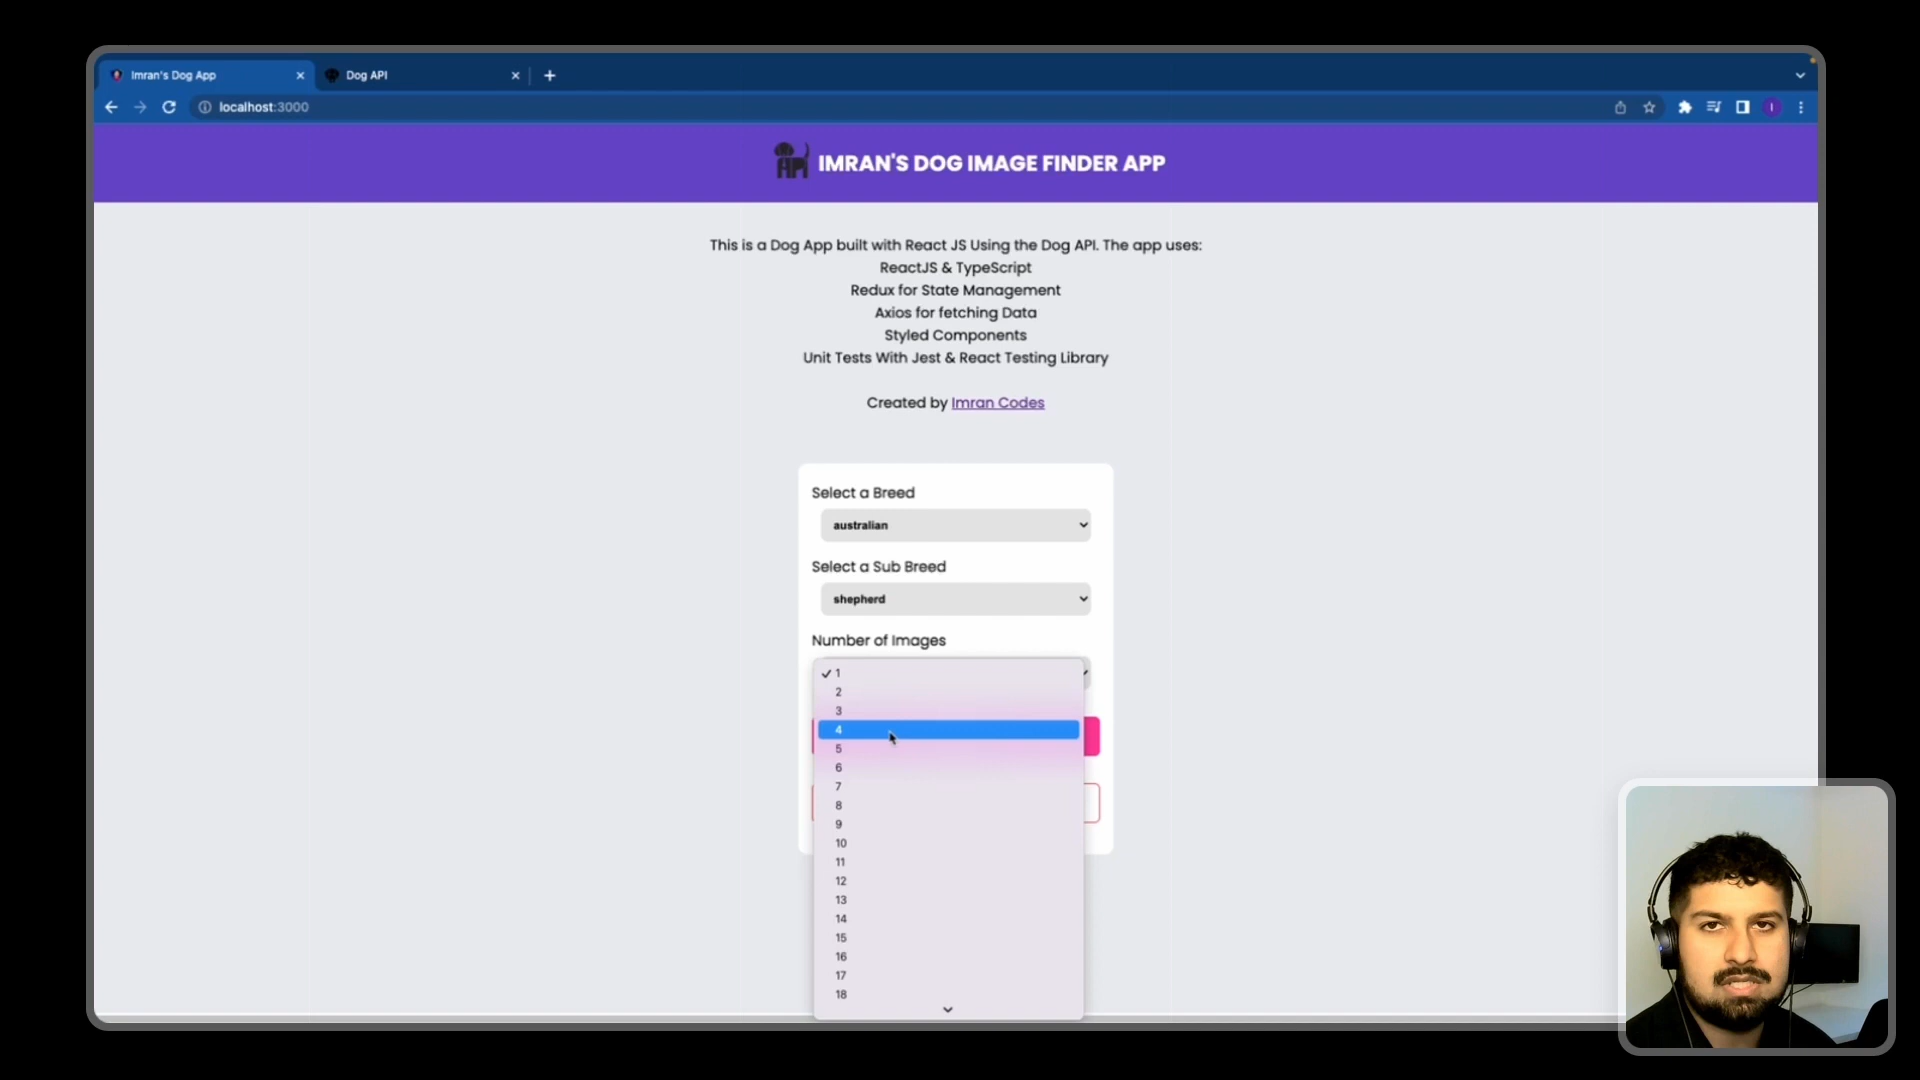 Imran's Dog App
Dog API
localhost:3000
I
API
IMRAN'S DOG IMAGE FINDER APP
This is a Dog App built with React JS Using the Dog API. The app uses:
ReactJS & TypeScript
Redux for State Management
Axios for fetching Data
Styled Components
Unit Tests With Jest & React Testing Library
Created by Imran Codes
Select a Breed
australian
Select a Sub Breed
shepherd
Number of Images
1
2
3
4
5
6
7
8
9
10
11
12
13
14
15
16
17
18